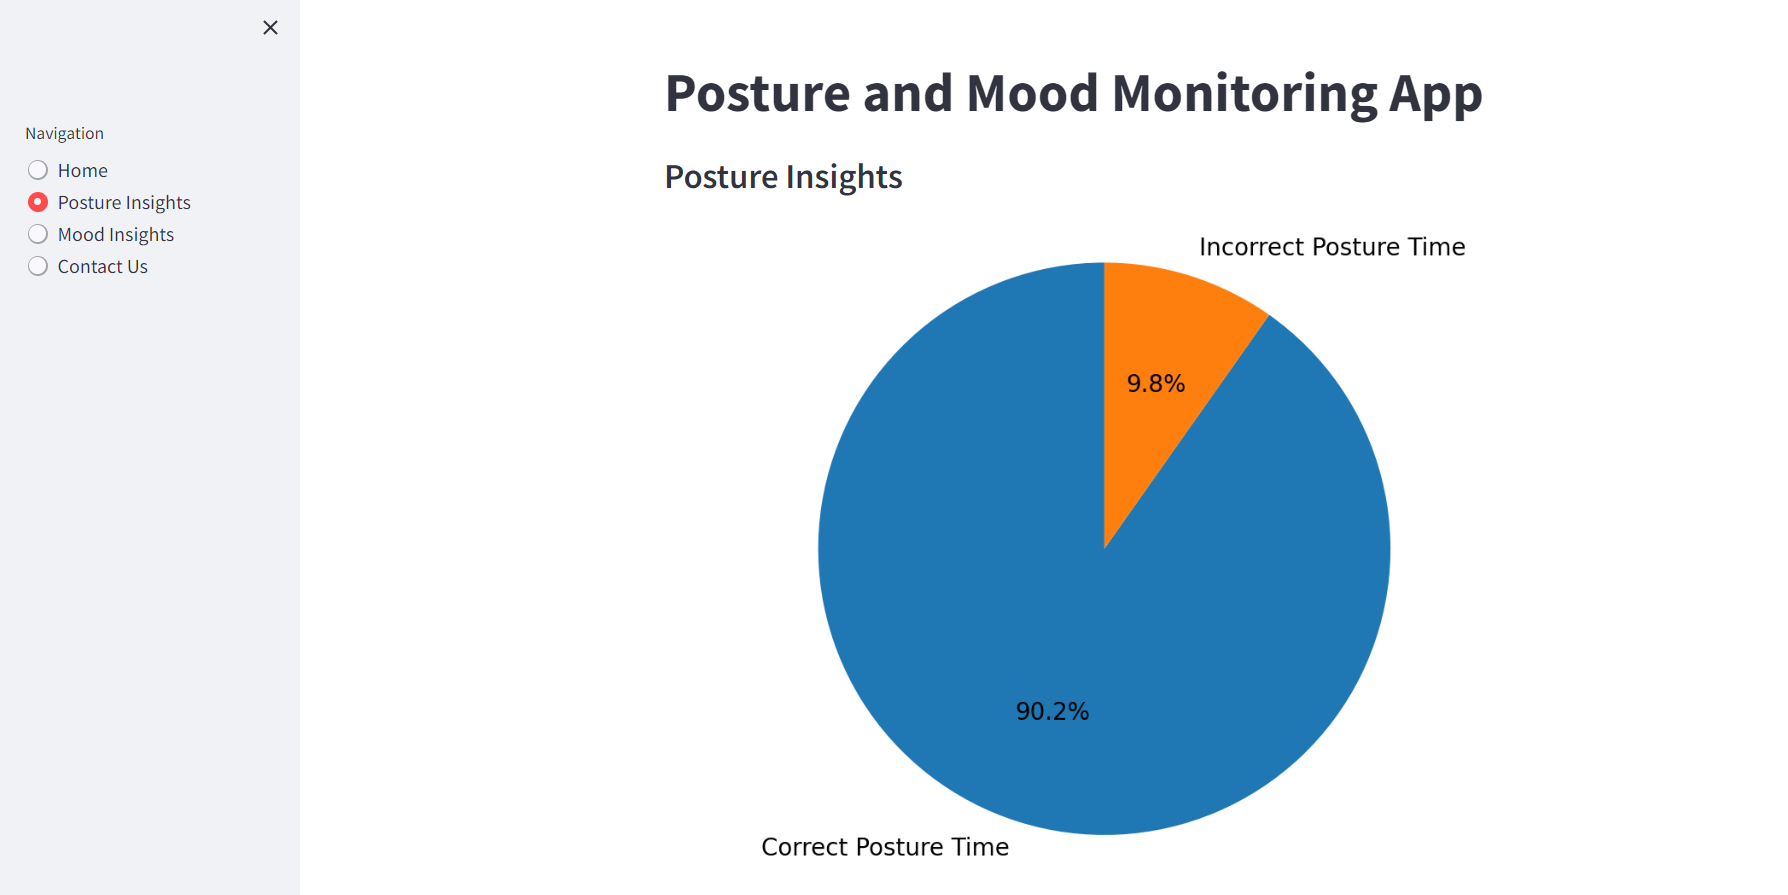 Navigation
Home
Posture Insights
Mood Insights
Contact Us
Posture and Mood Monitoring App
Posture Insights
Incorrect Posture Time
9.8%
90.2%
Correct Posture Time